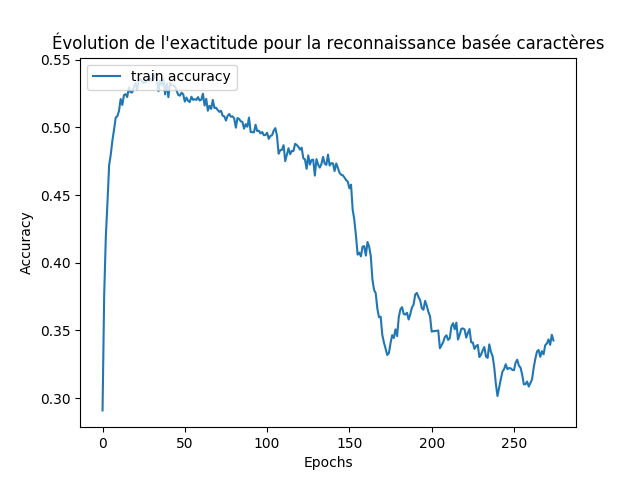 Évolution de l'exactitude pour la reconnaissance basée caractères
train accuracy
Accuracy
0.55
0.50
0.45
0.40
0.35
0.30
0 50 100 150 200 250
Epochs